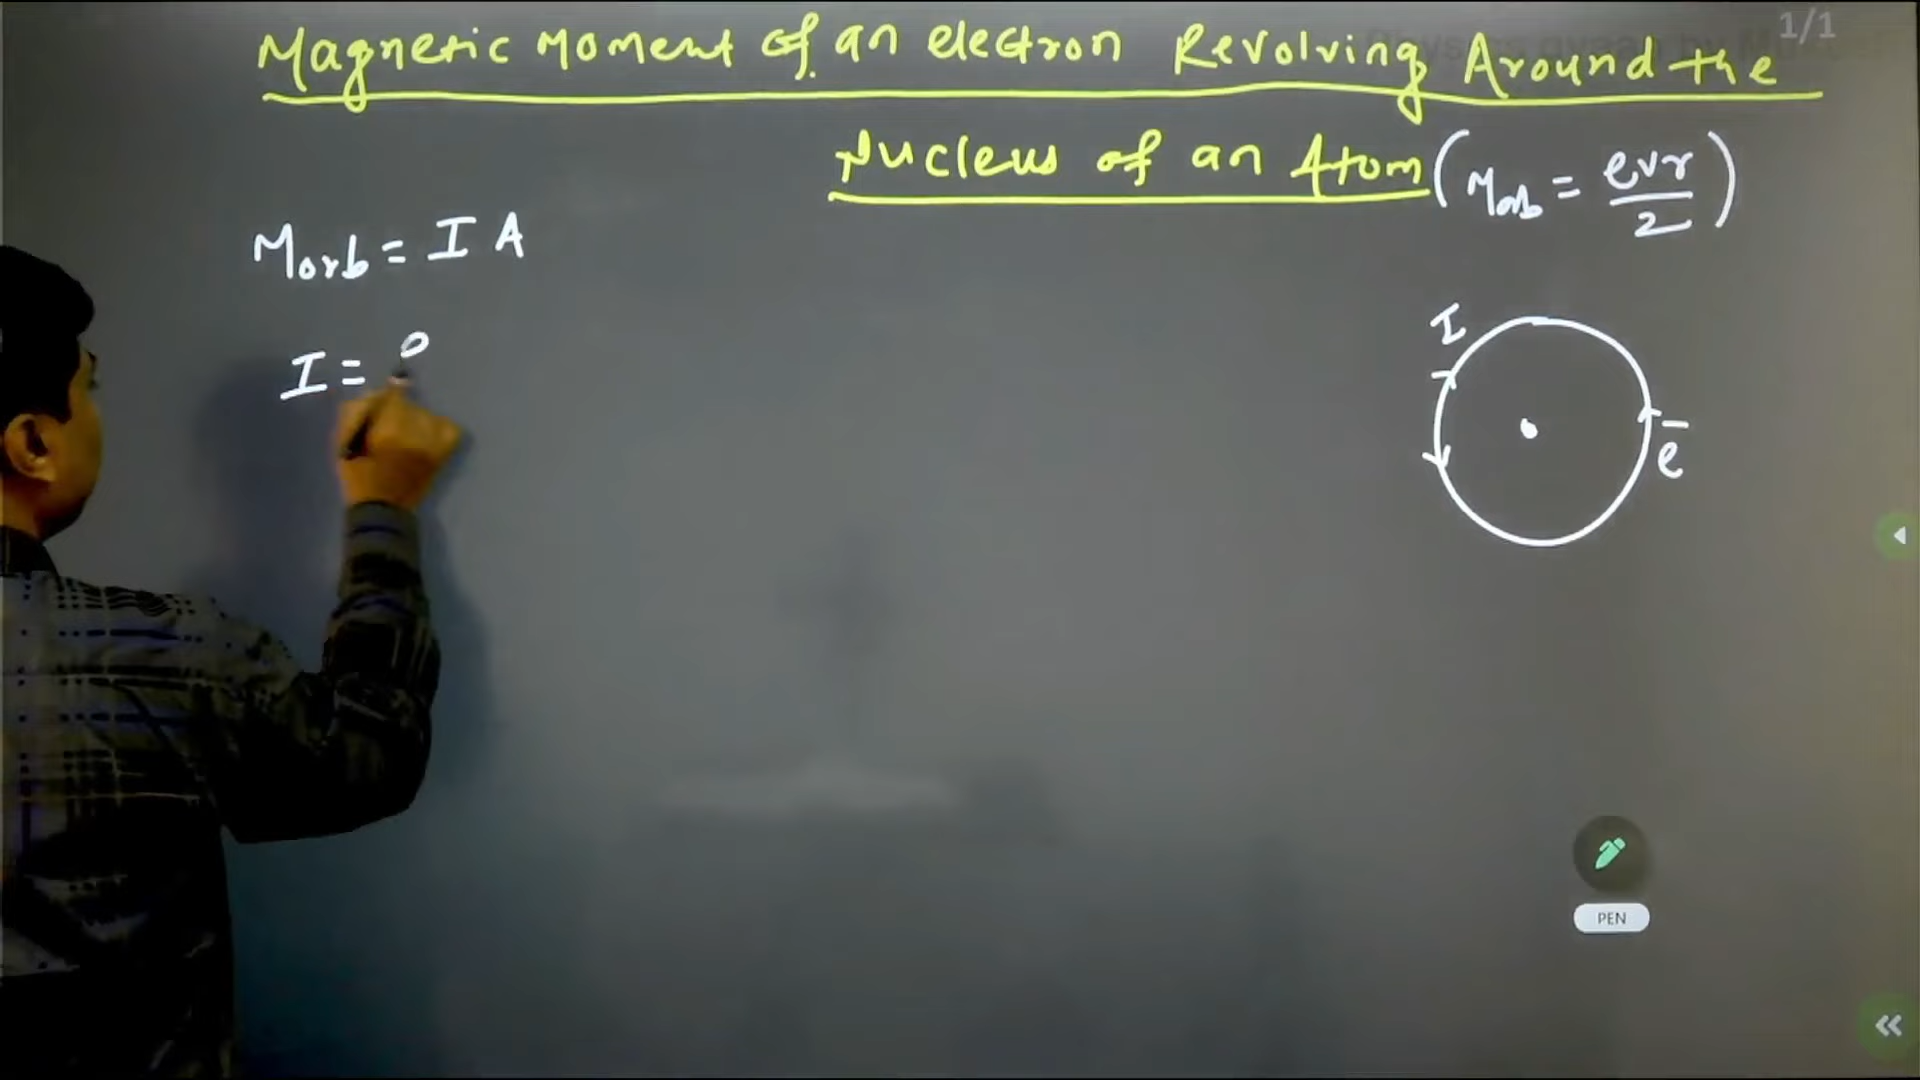 1/1
Magnetic Moment of an electron Revolving Around the
Nucleus of an Atom (Morb = evr/2)
Morb = I A
I =
I
e
PEN